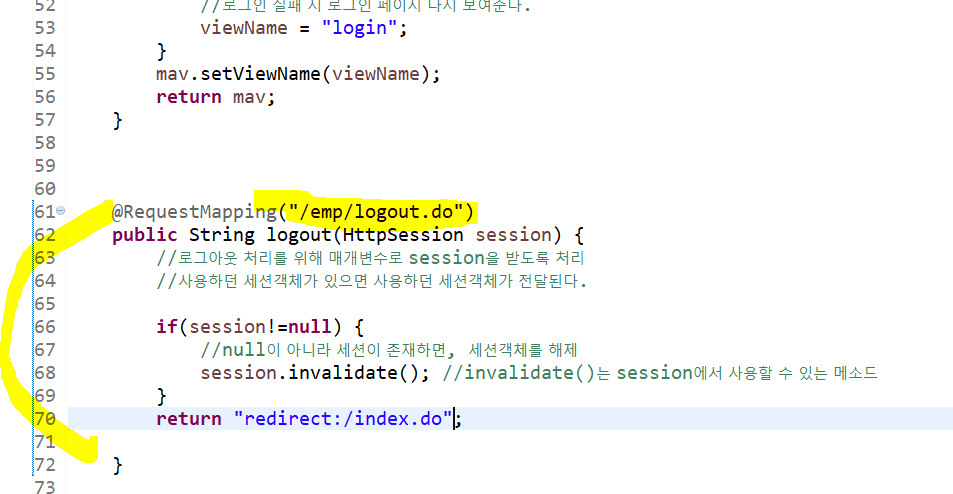 52 //로그인 실패 시 로그인 페이지 다시 보여준다.
53 viewName = "login";
54 }
55 mav.setViewName(viewName);
56 return mav;
57 }
58
59
60
61 @RequestMapping("/emp/logout.do")
62 public String logout(HttpSession session) {
63 //로그아웃 처리를 위해 매개변수로 session을 받도록 처리
64 //사용하던 세션객체가 있으면 사용하던 세션객체가 전달된다.
65
66 if(session!=null) {
67 //null이 아니라 세션이 존재하면, 세션객체를 해제
68 session.invalidate(); //invalidate()는 session에서 사용할 수 있는 메소드
69 }
70 return "redirect:/index.do";
71
72 }
73